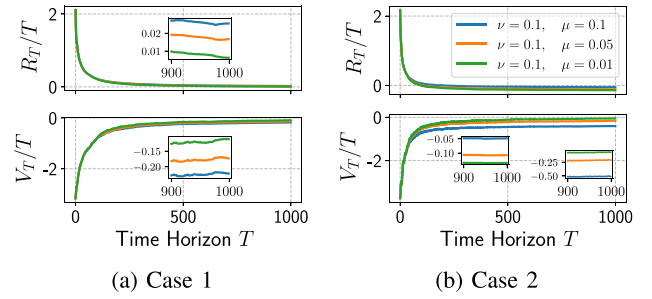 2
0
R_T/T
0.02
0.01
900 1000
0
−2
V_T/T
−0.15
−0.20
900 1000
0 500 1000
Time Horizon T
(a) Case 1
2
0
R_T/T
ν = 0.1, μ = 0.1
ν = 0.1, μ = 0.05
ν = 0.1, μ = 0.01
0
−2
V_T/T
−0.05
−0.10
900 1000
−0.25
−0.50
900 1000
0 500 1000
Time Horizon T
(b) Case 2